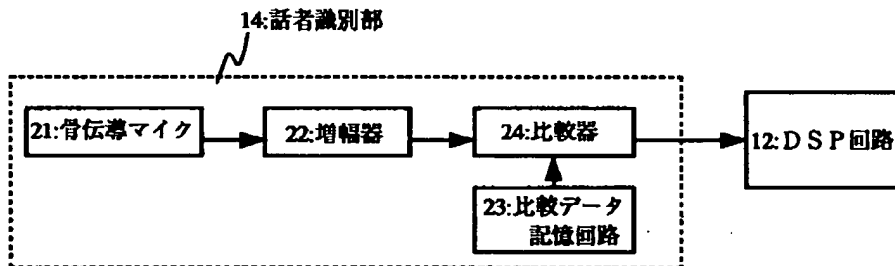 14:話者識別部
21:骨伝導マイク
22:増幅器
24:比較器
12:DSP回路
23:比較データ
記憶回路